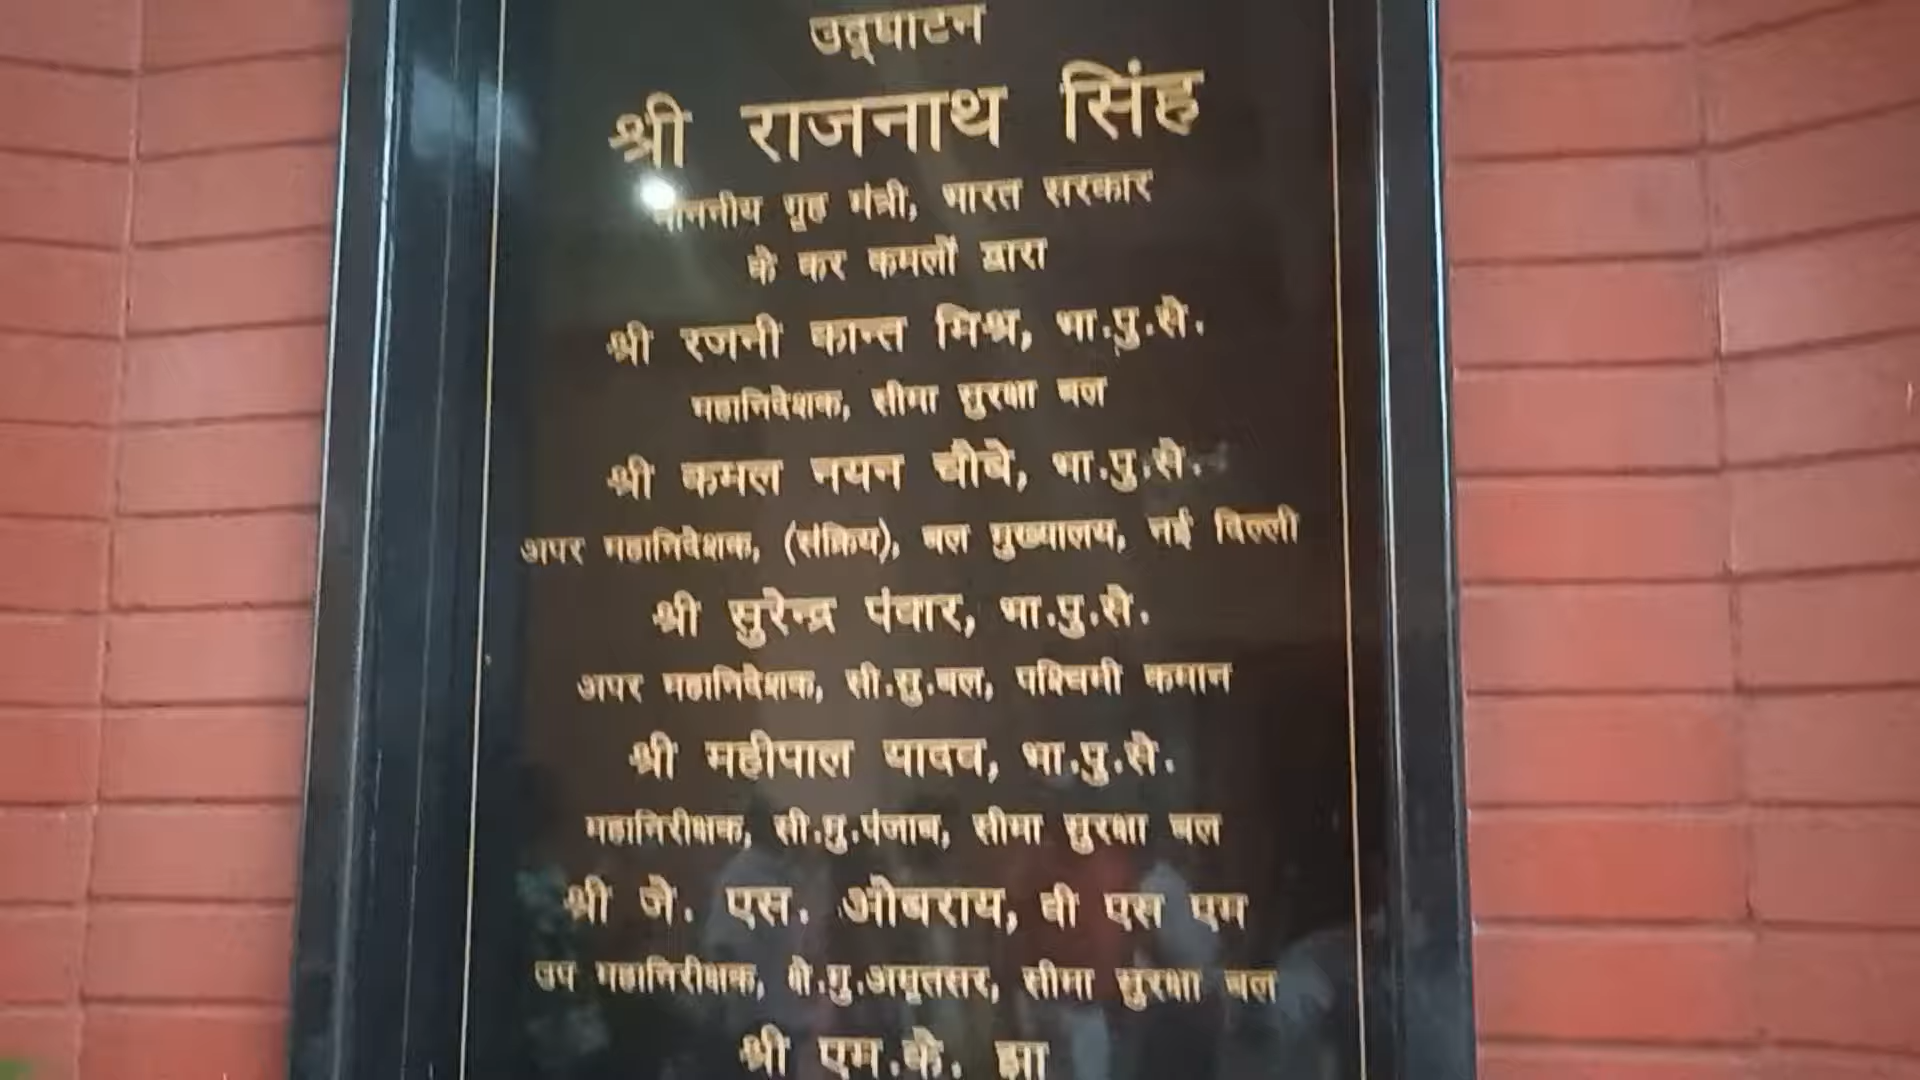 उद्घाटन
श्री राजनाथ सिंह
माननीय गृह मंत्री, भारत सरकार
के कर कमलों द्वारा
श्री रजनी कान्त मिश्र, भा.पु.से.
महानिदेशक, सीमा सुरक्षा बल
श्री कमल नयन चौबे, भा.पु.से.
अपर महानिदेशक, (संक्रिय), बल मुख्यालय, नई दिल्ली
श्री सुरेन्द्र पंवार, भा.पु.से.
अपर महानिदेशक, सी.सु.बल, पश्चिमी कमान
श्री महीपाल यादव, भा.पु.से.
महानिरीक्षक, सी.मु.पंजाब, सीमा सुरक्षा बल
श्री जे. एस. ओबराय, वी एस एम
उप महानिरीक्षक, क्षे.मु.अमृतसर, सीमा सुरक्षा बल
श्री एम.के. झा